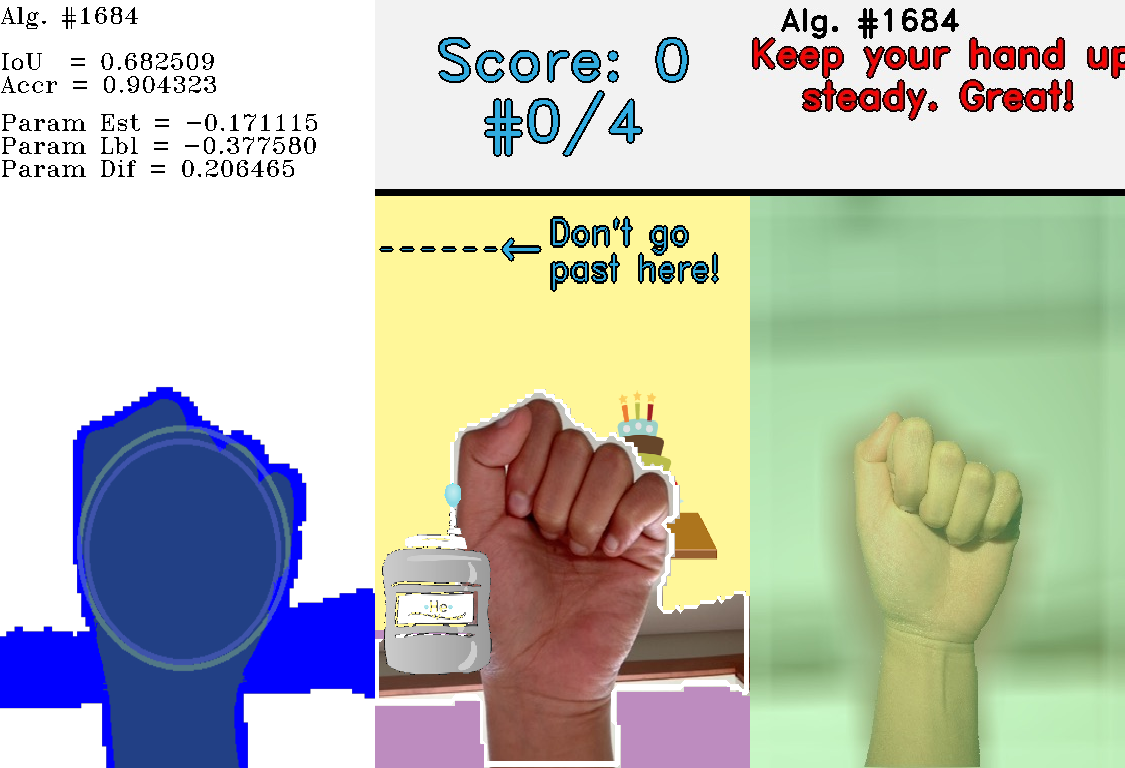 Alg. #1684
IoU = 0.682509
Accr = 0.904323
Param Est = −0.171115
Param Lbl = −0.377580
Param Dif = 0.206465
Score: 0
#0/4
Don't go
past here!
Alg. #1684
Keep your hand up
steady. Great!